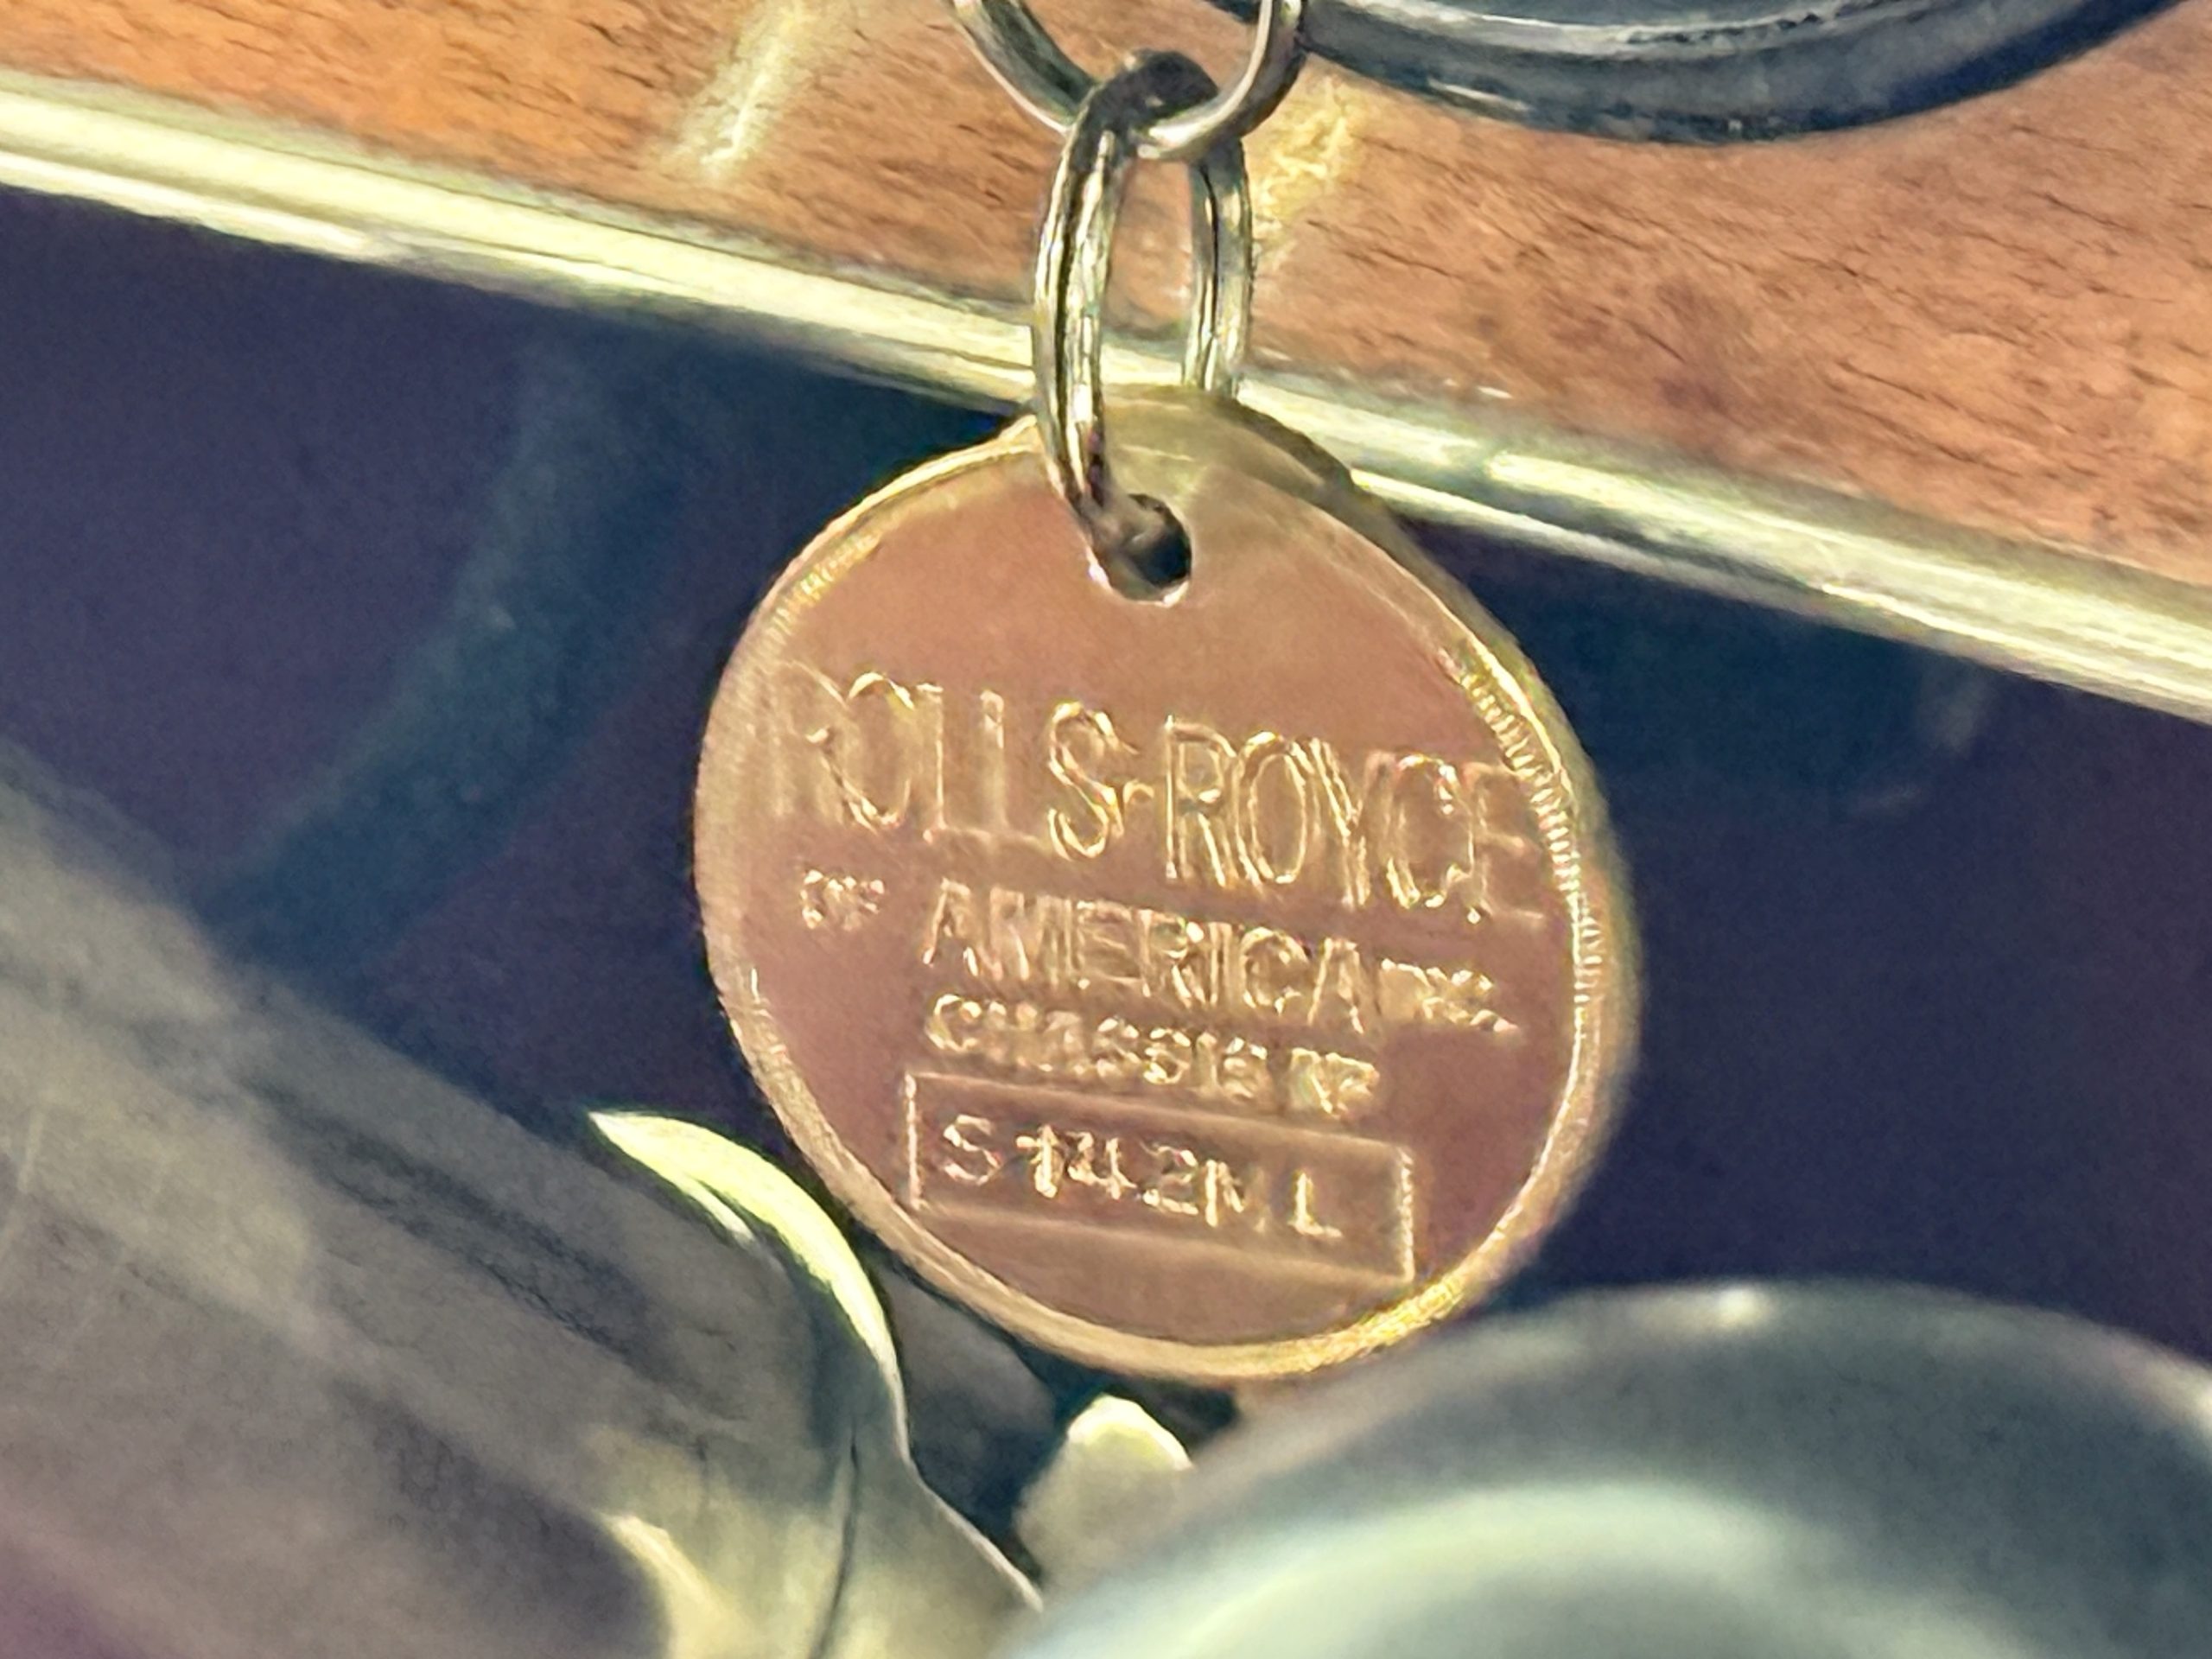 ROLLS-ROYCE
OF AMERICA INC.
CHASSIS Nº
S142ML